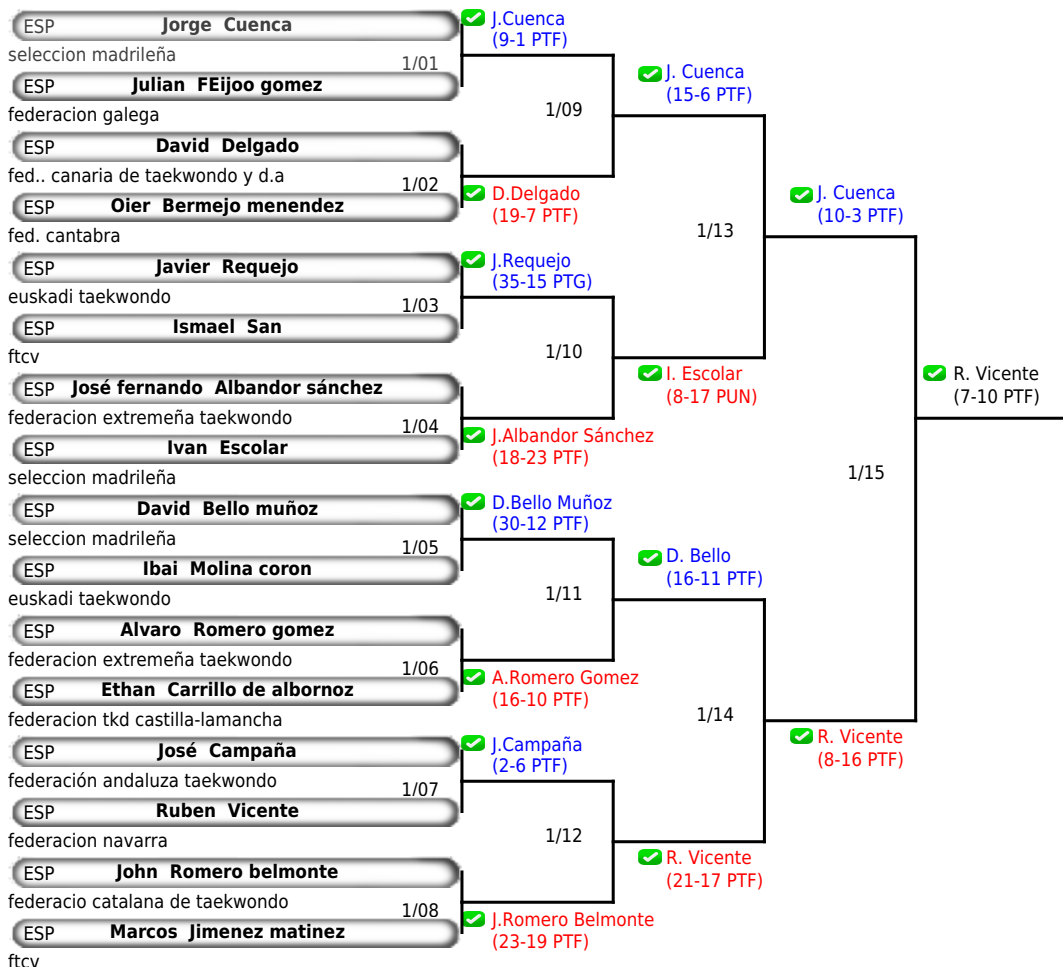 ESP Jorge Cuenca
seleccion madrileña
1/01
ESP Julian FEijoo gomez
federacion galega
ESP David Delgado
fed.. canaria de taekwondo y d.a
1/02
ESP Oier Bermejo menendez
fed. cantabra
ESP Javier Requejo
euskadi taekwondo
1/03
ESP Ismael San
ftcv
ESP José fernando Albandor sánchez
federacion extremeña taekwondo
1/04
ESP Ivan Escolar
seleccion madrileña
ESP David Bello muñoz
seleccion madrileña
1/05
ESP Ibai Molina coron
euskadi taekwondo
ESP Alvaro Romero gomez
federacion extremeña taekwondo
1/06
ESP Ethan Carrillo de albornoz
federacion tkd castilla-lamancha
ESP José Campaña
federación andaluza taekwondo
1/07
ESP Ruben Vicente
federacion navarra
ESP John Romero belmonte
federacio catalana de taekwondo
1/08
ESP Marcos Jimenez matinez
ftcv
J.Cuenca
(9-1 PTF)
1/09
D.Delgado
(19-7 PTF)
J.Requejo
(35-15 PTG)
1/10
J.Albandor Sánchez
(18-23 PTF)
D.Bello Muñoz
(30-12 PTF)
1/11
A.Romero Gomez
(16-10 PTF)
J.Campaña
(2-6 PTF)
1/12
J.Romero Belmonte
(23-19 PTF)
J. Cuenca
(15-6 PTF)
1/13
I. Escolar
(8-17 PUN)
D. Bello
(16-11 PTF)
1/14
R. Vicente
(21-17 PTF)
J. Cuenca
(10-3 PTF)
1/15
R. Vicente
(8-16 PTF)
R. Vicente
(7-10 PTF)